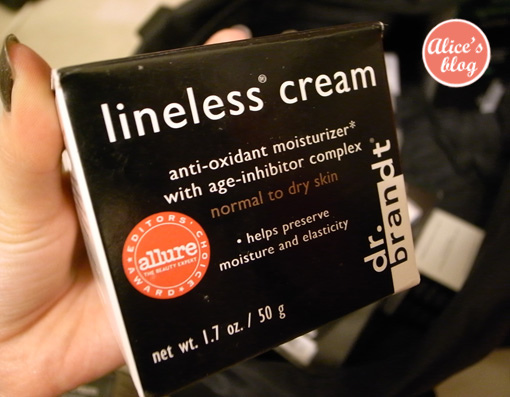 Alice's
blog
lineless® cream
anti-oxidant moisturizer*
with age-inhibitor complex
normal to dry skin
• helps preserve
moisture and elasticity
EDITORS' CHOICE
allure
THE BEAUTY EXPERT
AWARD
dr.
brandt
net wt. 1.7 oz. / 50 g